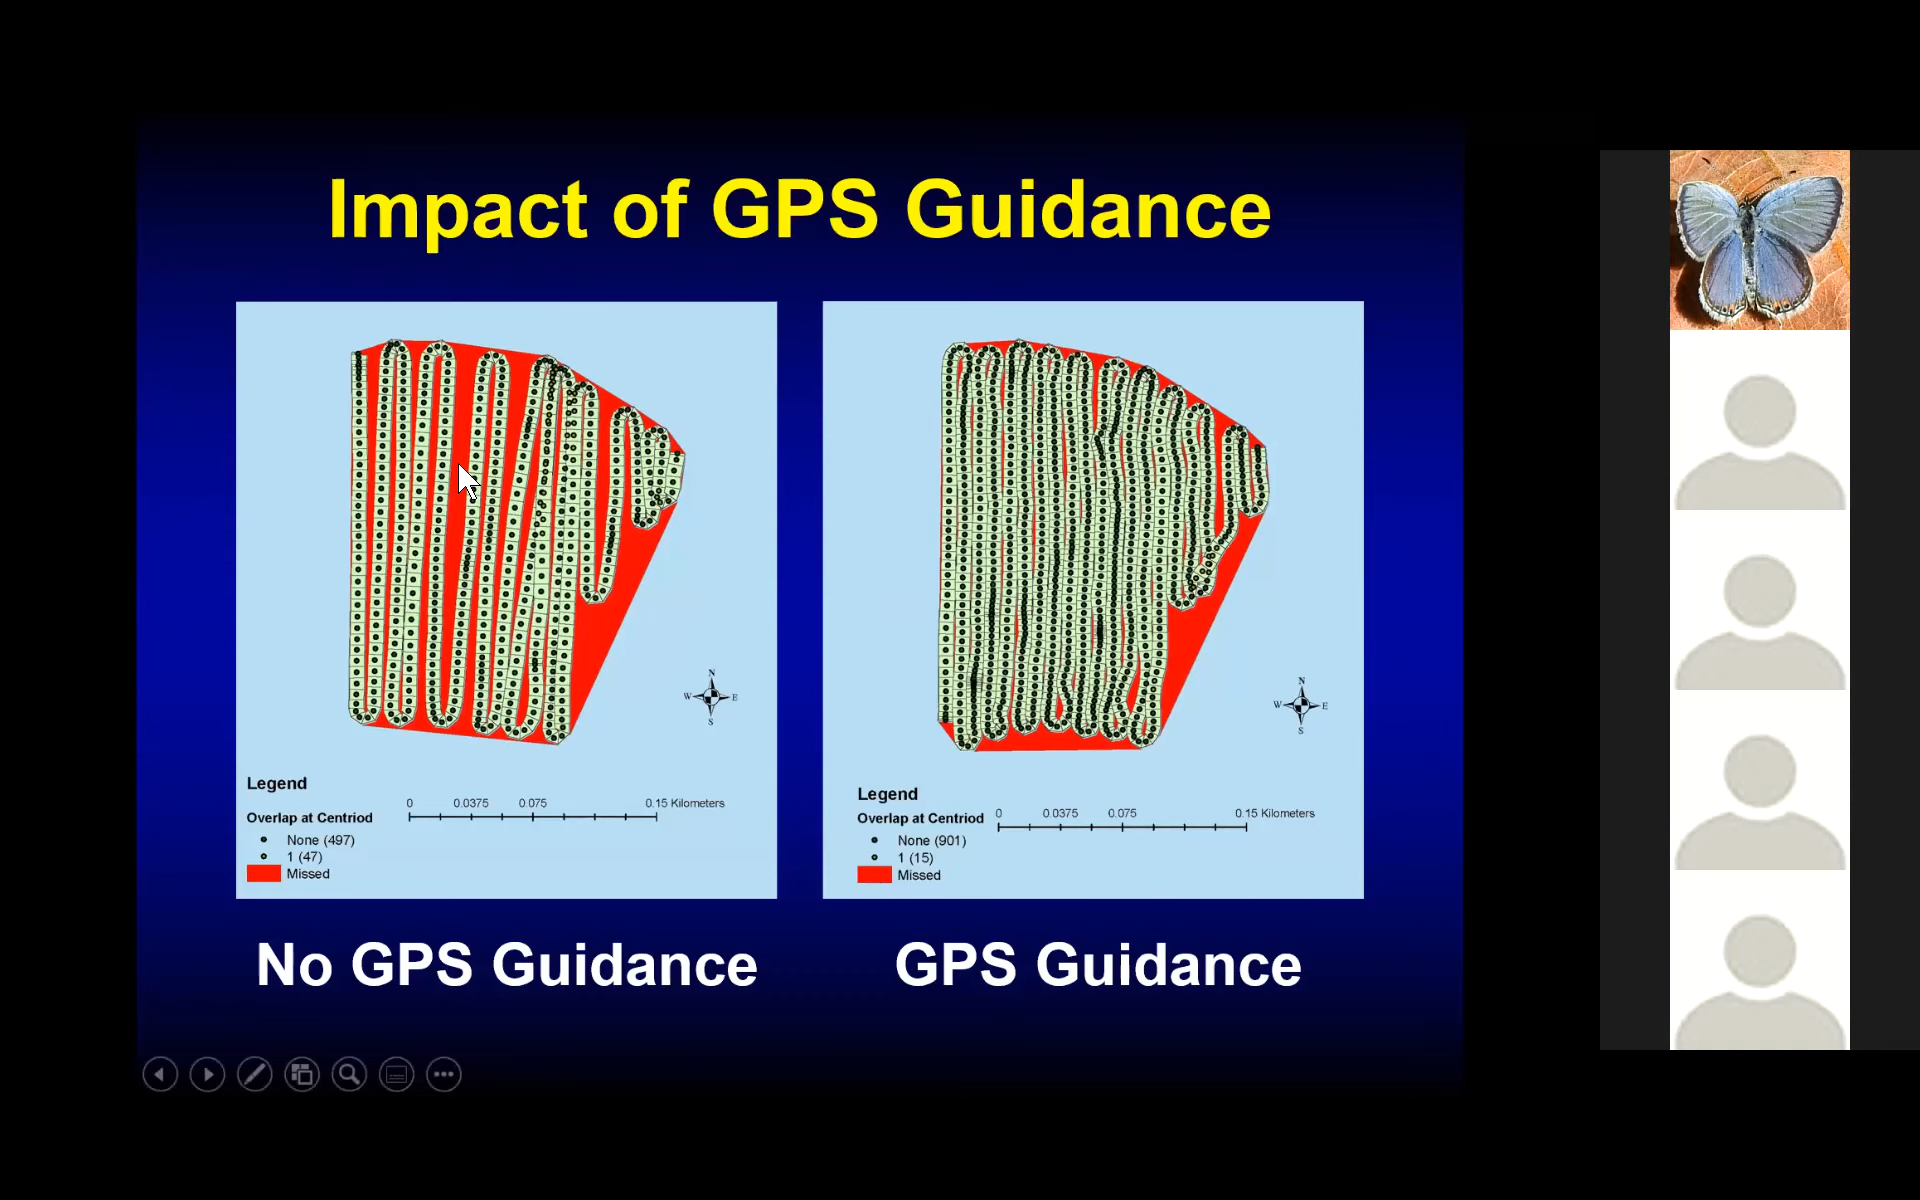 Impact of GPS Guidance
N
W E
S
Legend
0 0.0375 0.075 0.15 Kilometers
Overlap at Centriod
None (497)
1 (47)
Missed
N
W E
S
Legend
0 0.0375 0.075 0.15 Kilometers
Overlap at Centriod
None (901)
1 (15)
Missed
No GPS Guidance
GPS Guidance